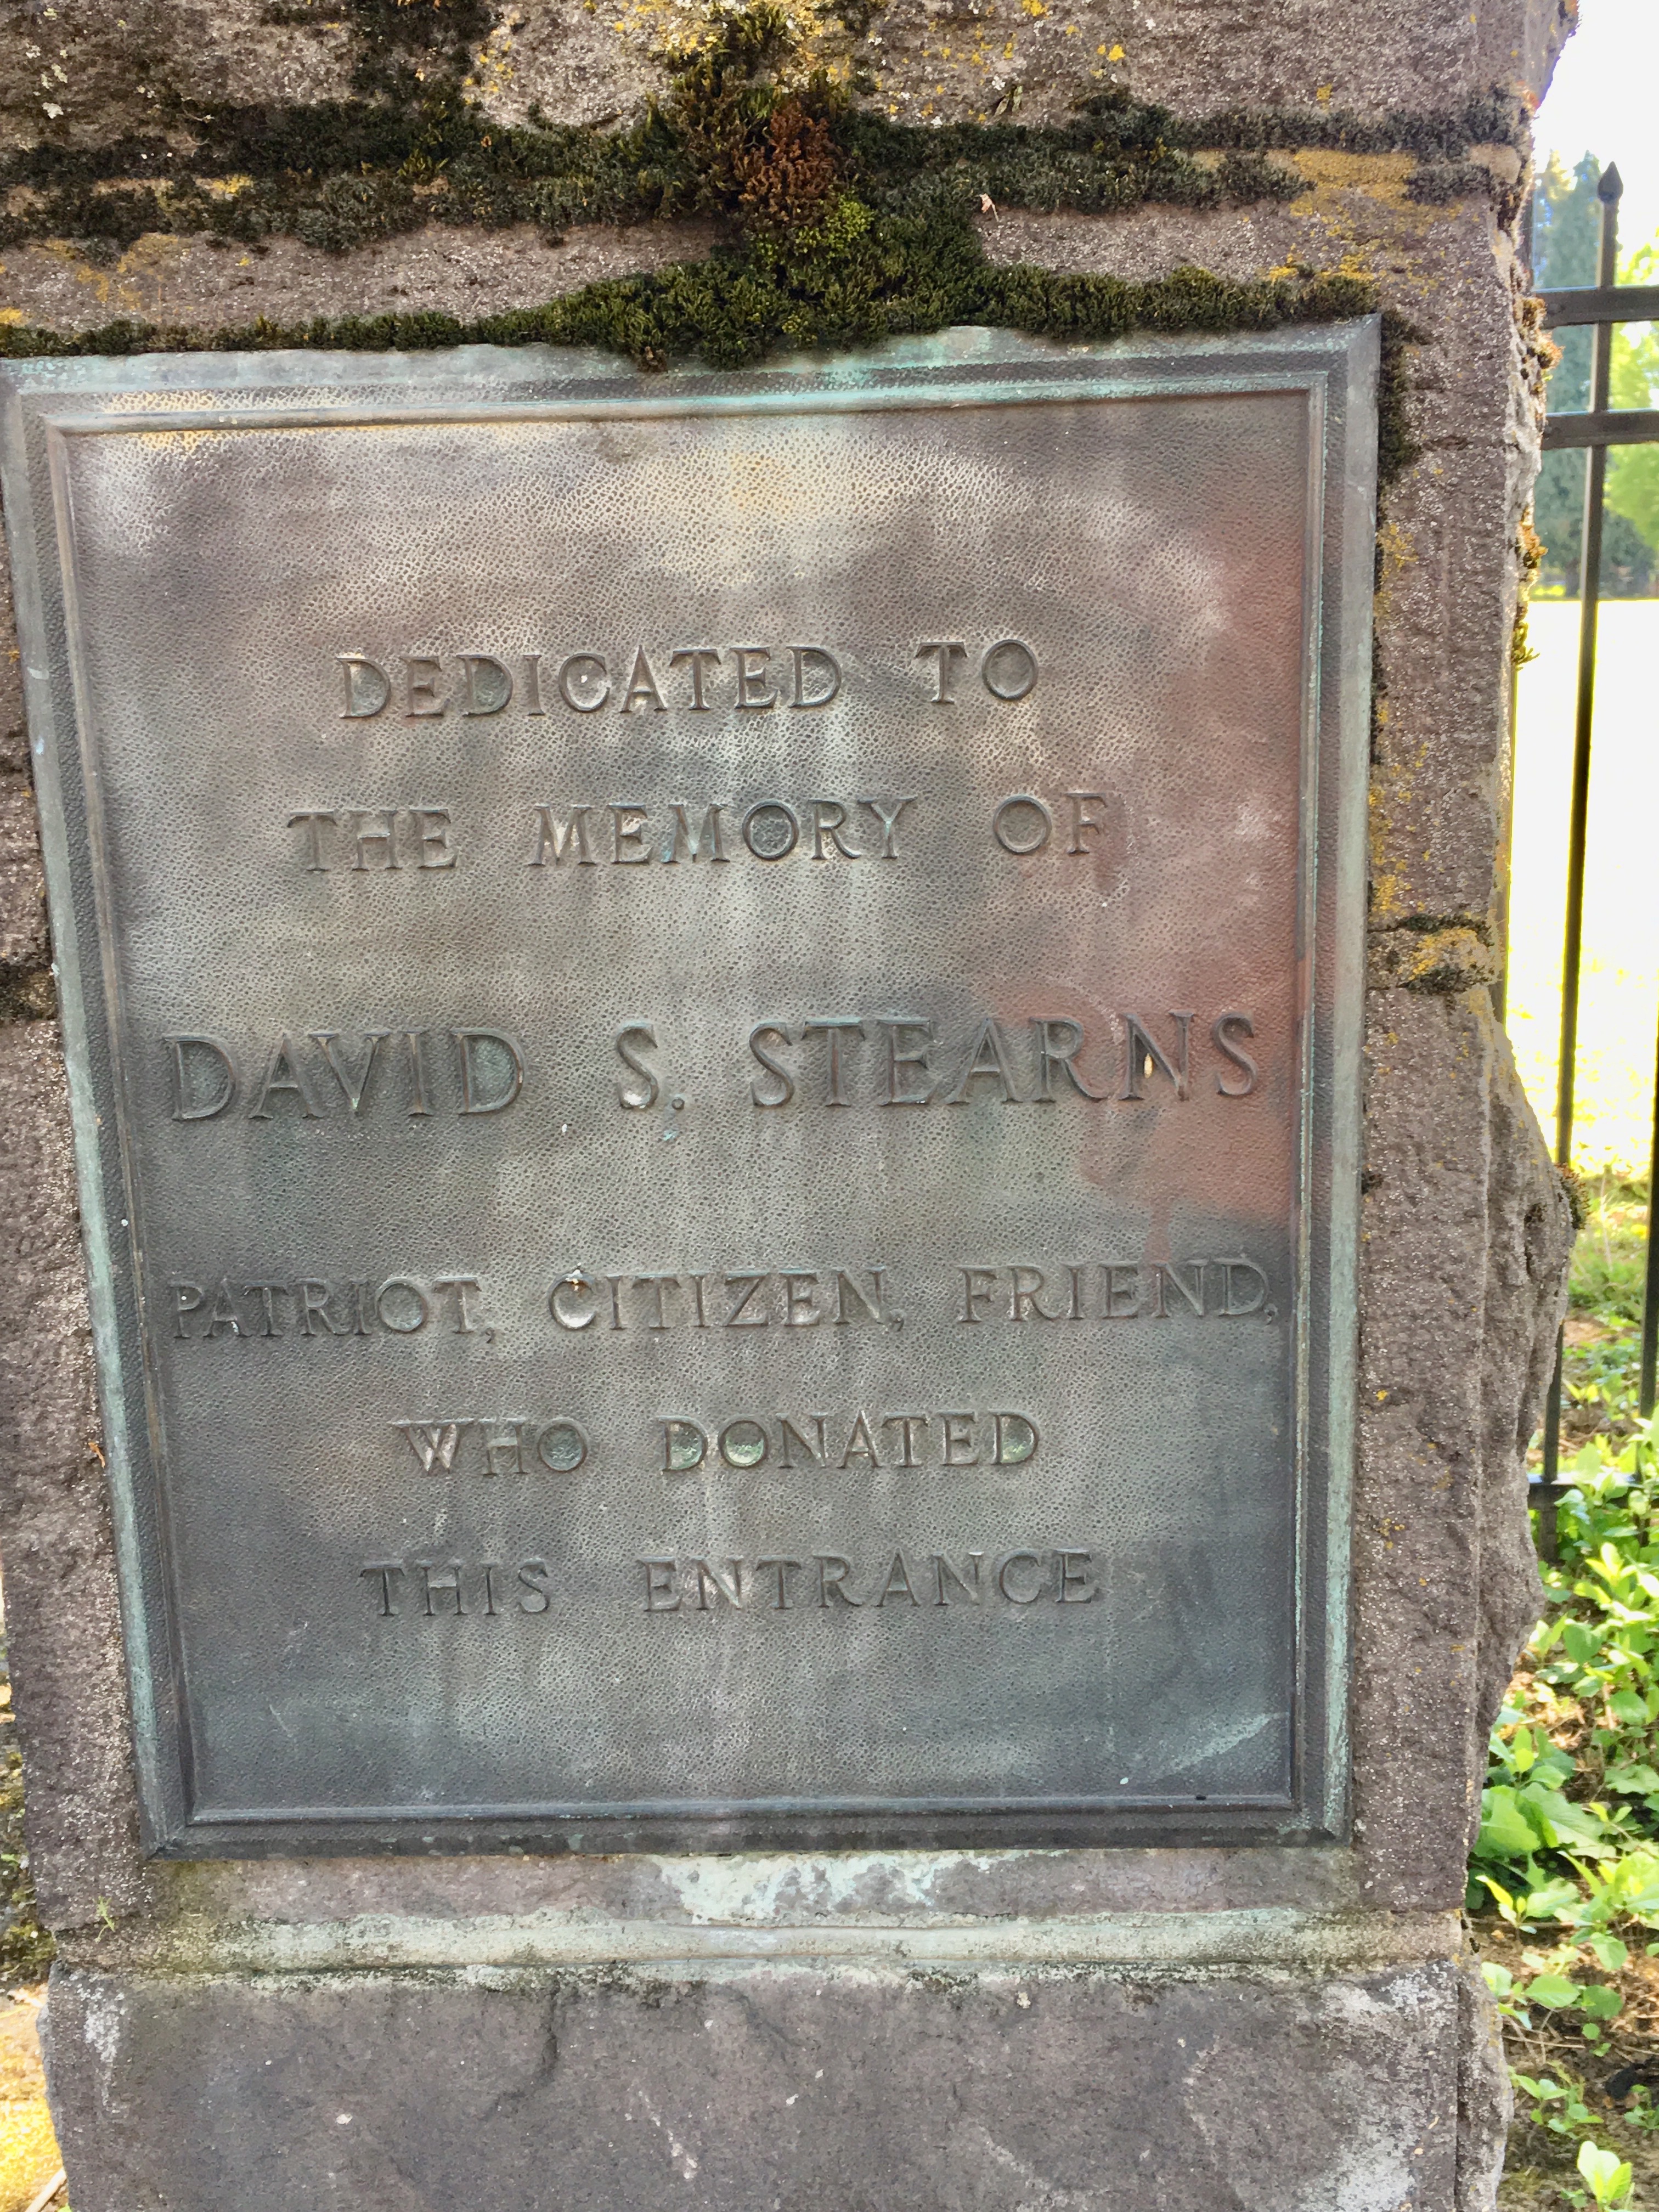 DEDICATED TO
THE MEMORY OF
DAVID S. STEARNS
PATRIOT, CITIZEN, FRIEND,
WHO DONATED
THIS ENTRANCE